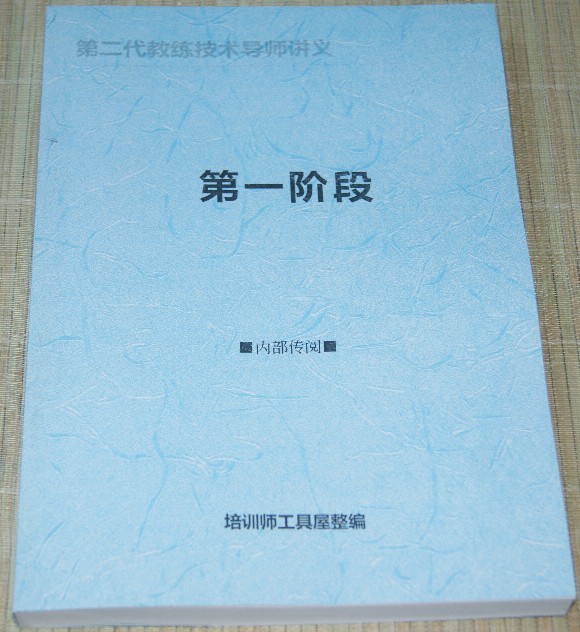 第二代教练技术导师讲义
第一阶段
■内部传阅■
培训师工具屋整编